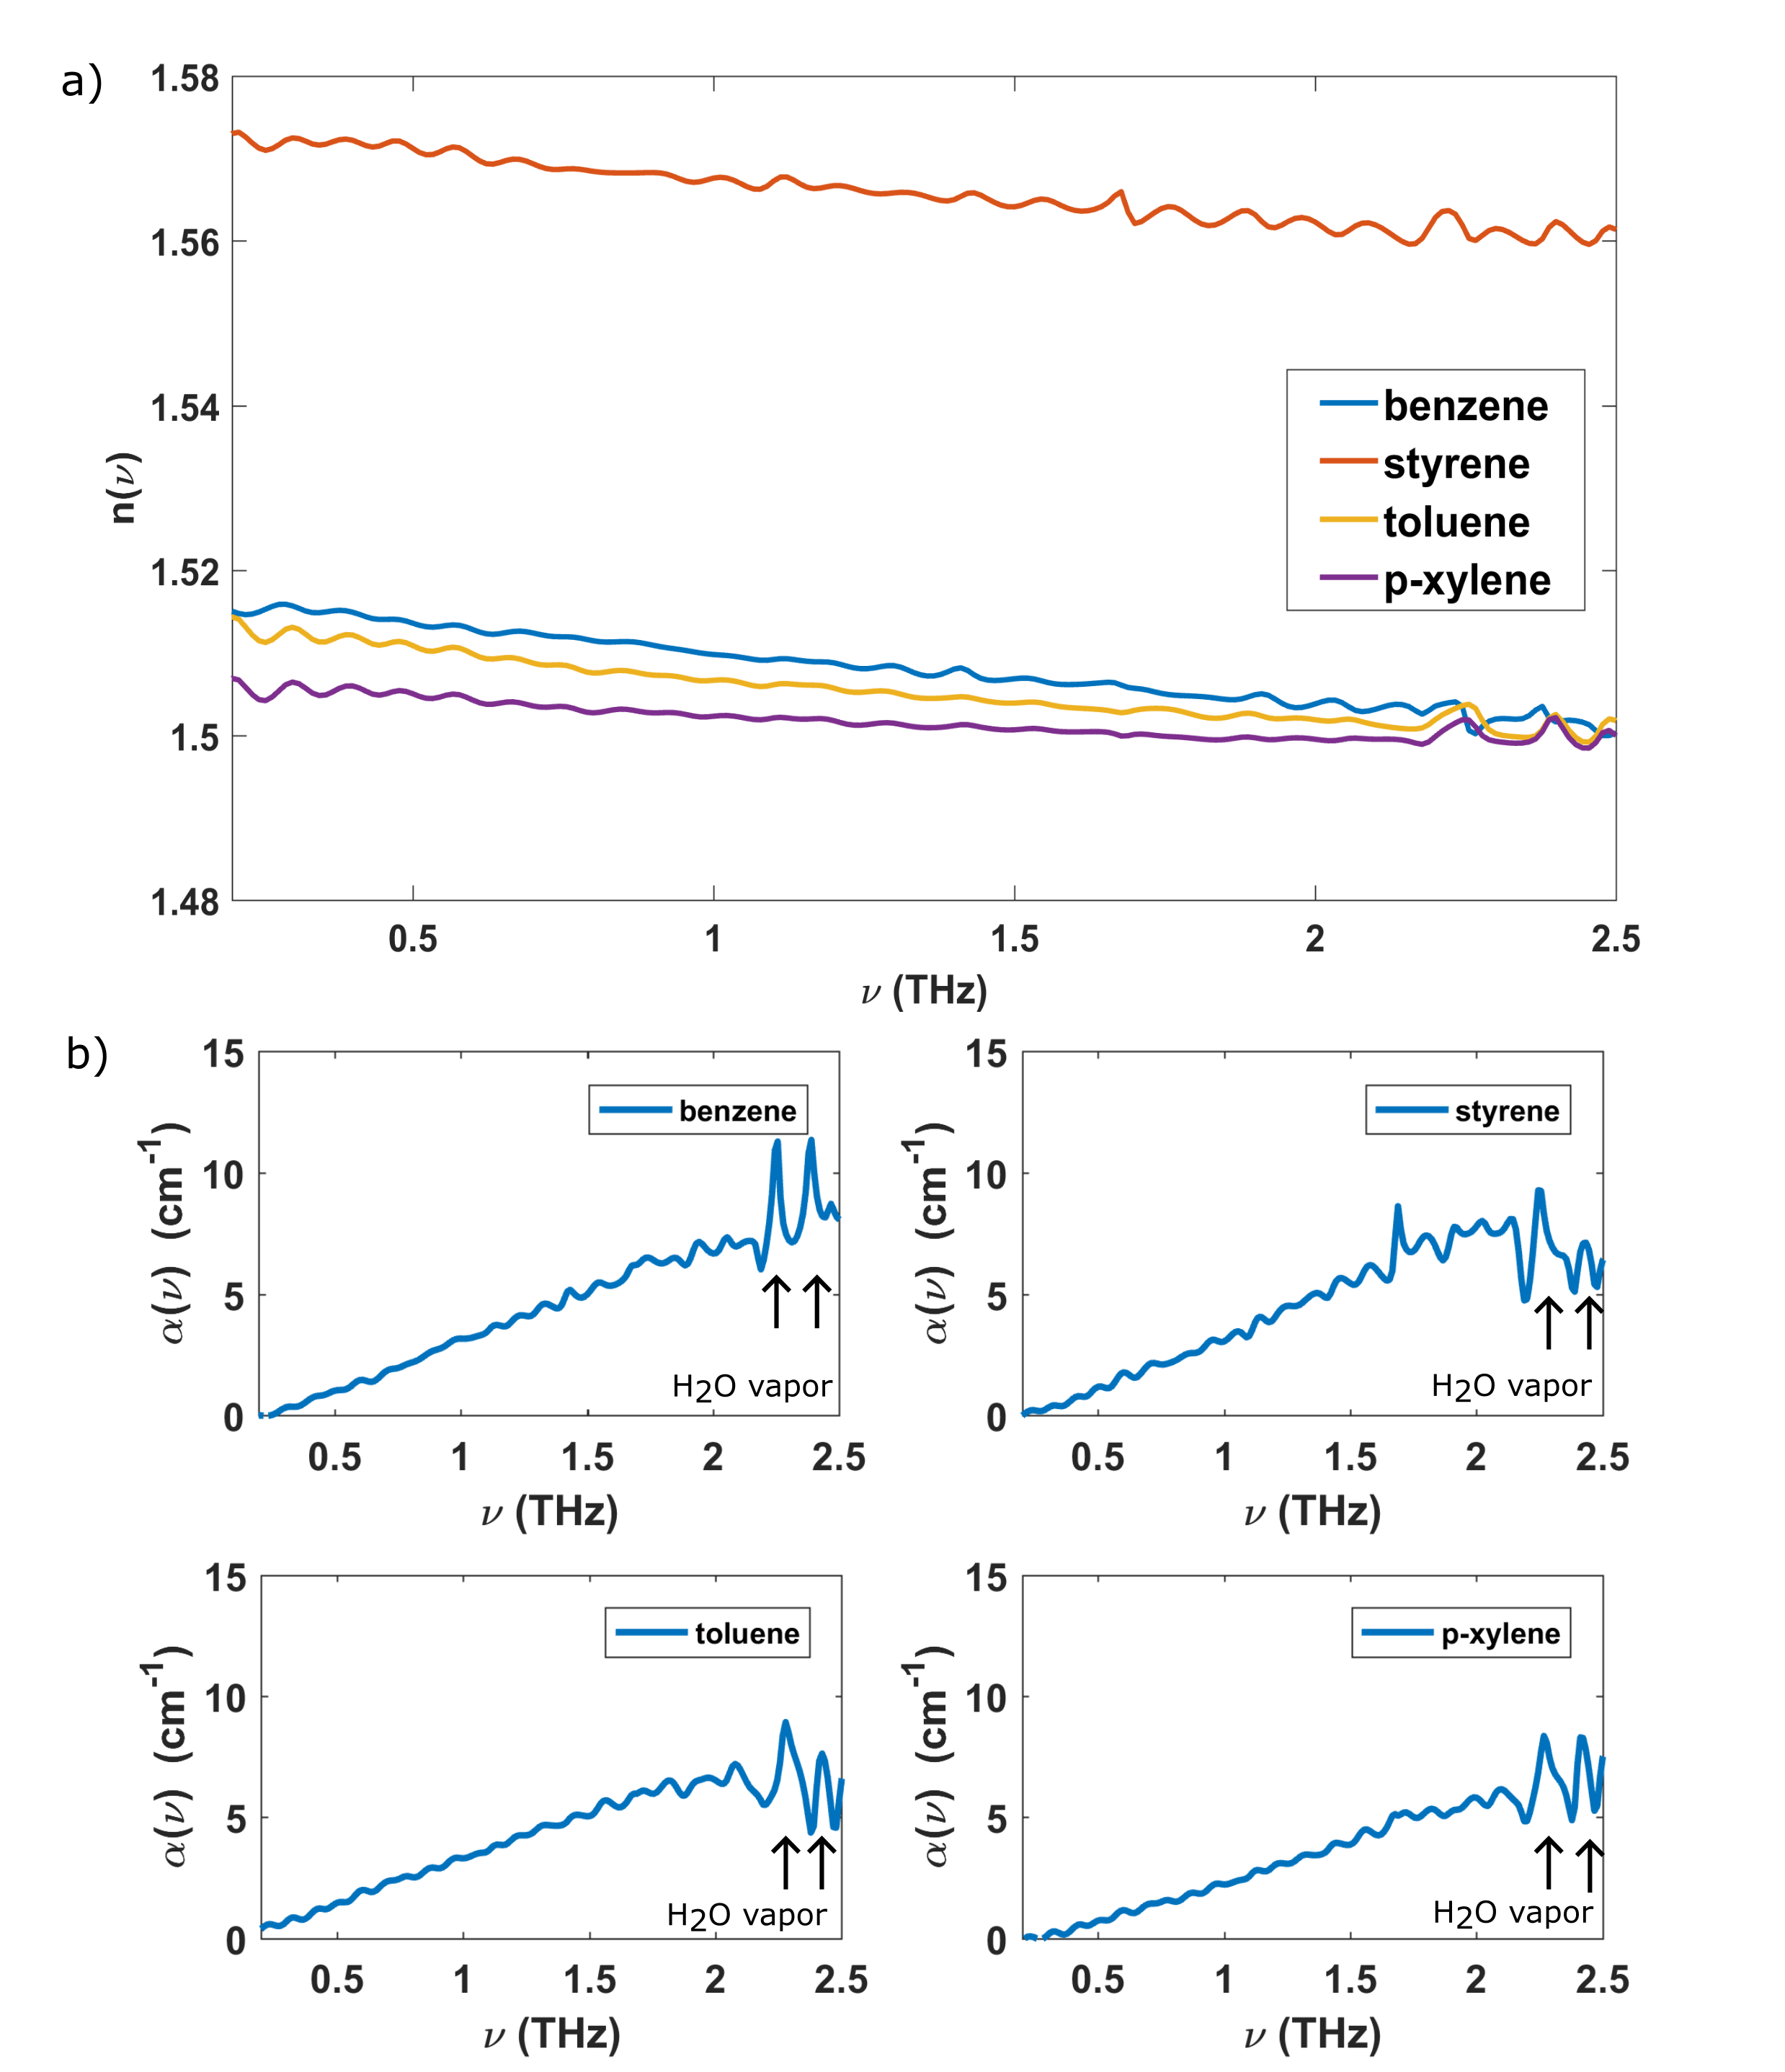 a)
1.58
1.56
1.54
1.52
1.5
1.48
n(ν)
benzene
styrene
toluene
p-xylene
0.5 1 1.5 2 2.5
ν (THz)
b)
15
10
5
0
α(ν) (cm-1)
benzene
H2O vapor
0.5 1 1.5 2 2.5
ν (THz)
15
10
5
0
α(ν) (cm-1)
styrene
H2O vapor
0.5 1 1.5 2 2.5
ν (THz)
15
10
5
0
α(ν) (cm-1)
toluene
H2O vapor
0.5 1 1.5 2 2.5
ν (THz)
15
10
5
0
α(ν) (cm-1)
p-xylene
H2O vapor
0.5 1 1.5 2 2.5
ν (THz)